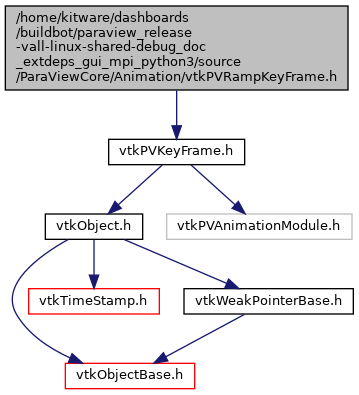 /home/kitware/dashboards
/buildbot/paraview_release
-vall-linux-shared-debug_doc
_extdeps_gui_mpi_python3/source
/ParaViewCore/Animation/vtkPVRampKeyFrame.h
vtkPVKeyFrame.h
vtkObject.h
vtkPVAnimationModule.h
vtkTimeStamp.h
vtkWeakPointerBase.h
vtkObjectBase.h